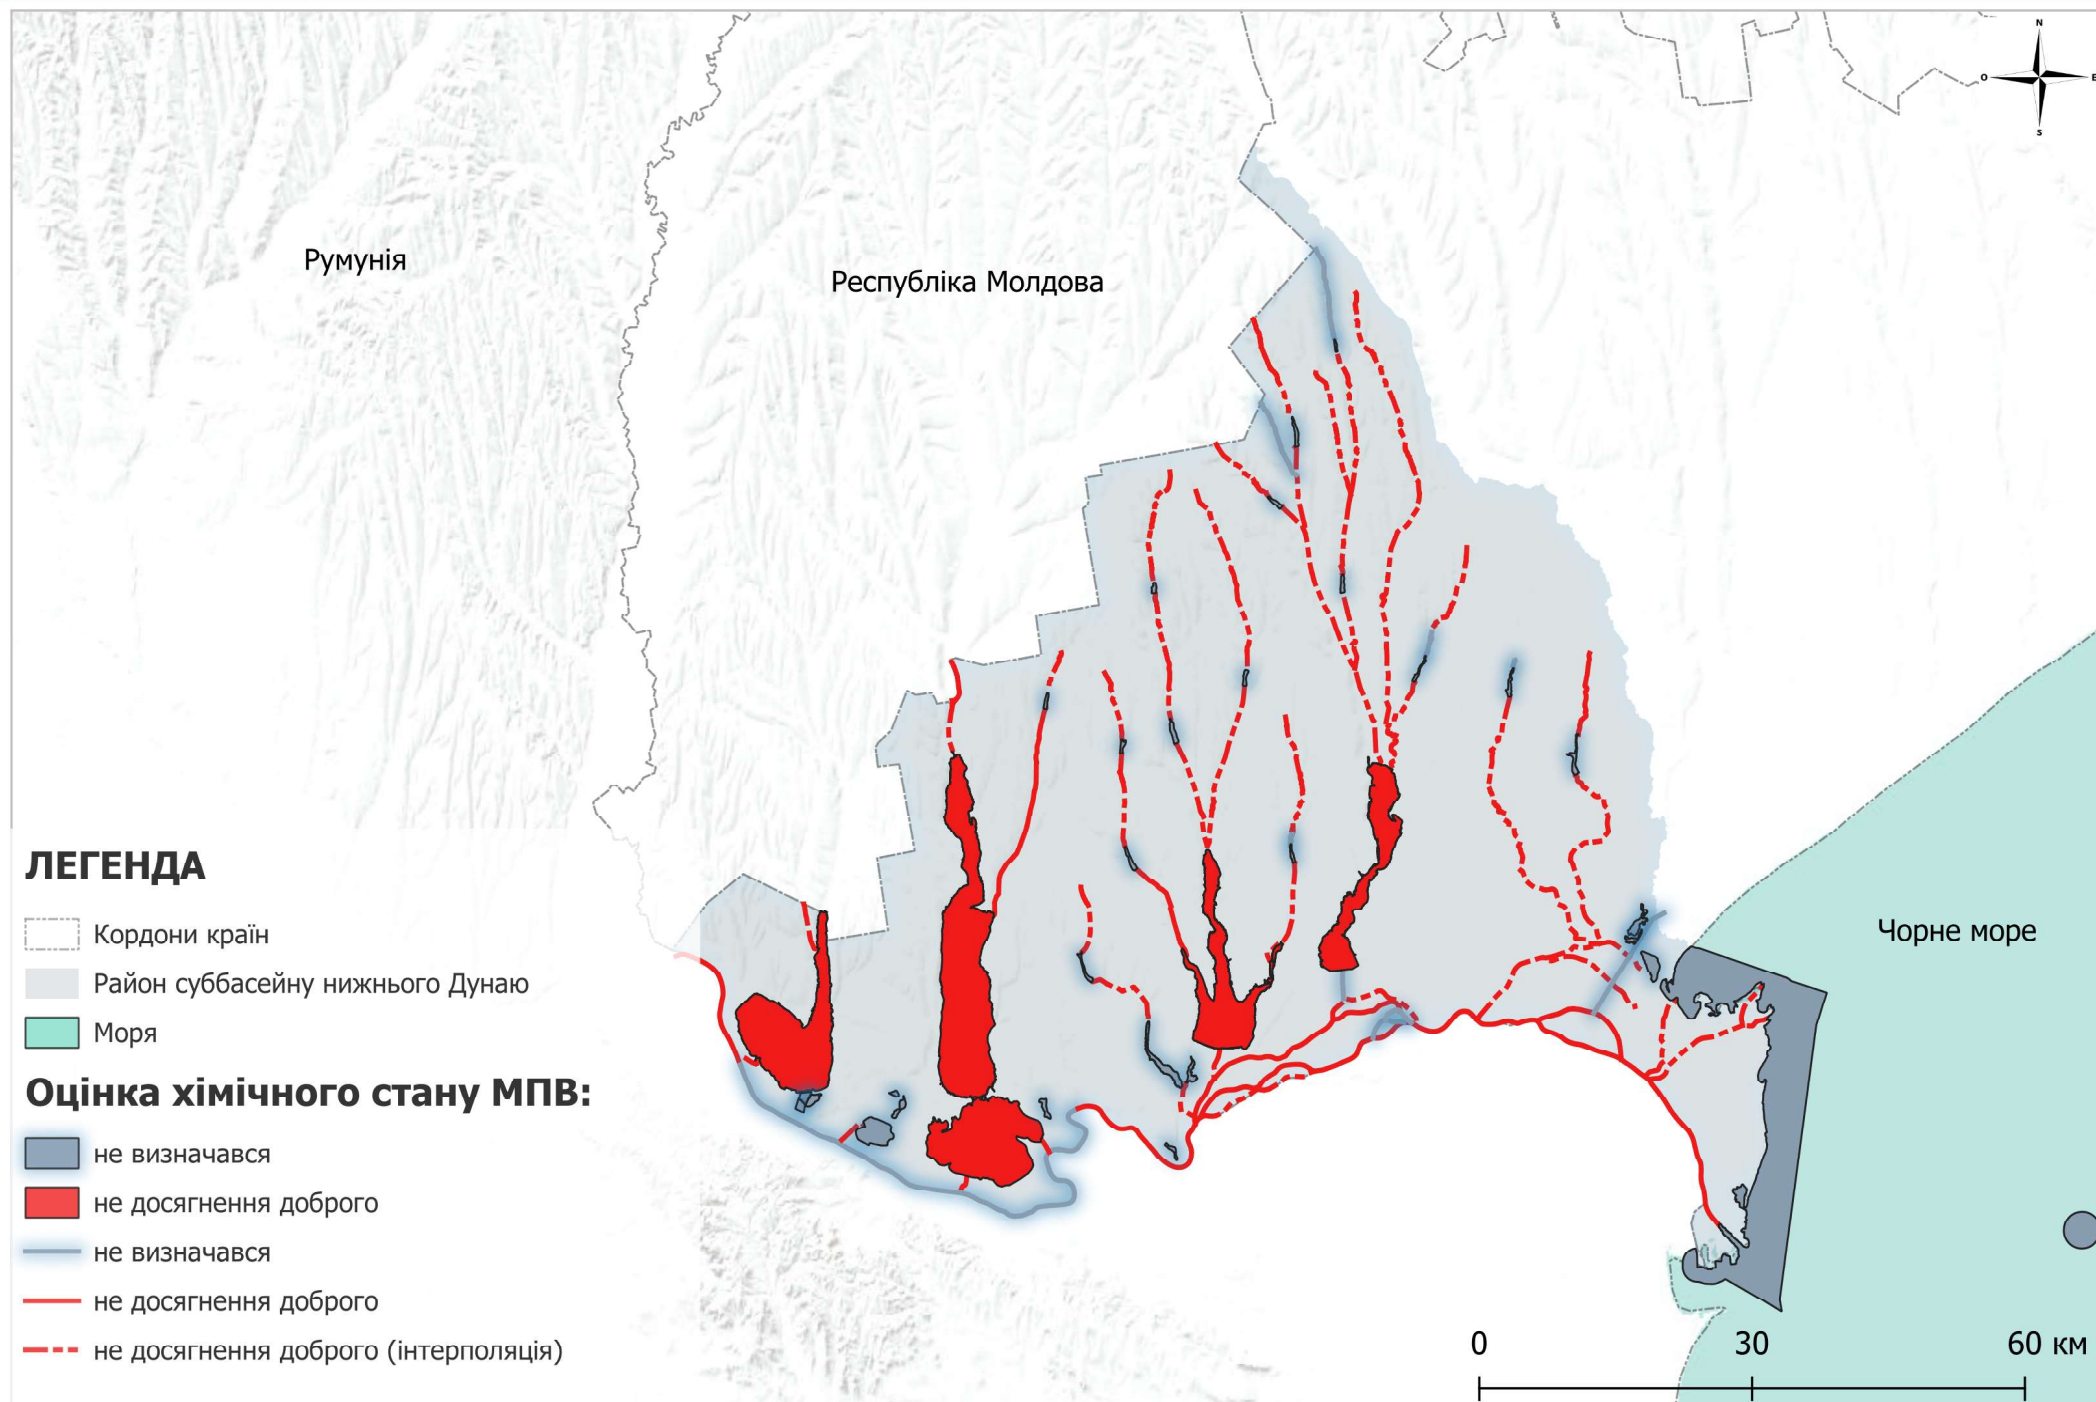 N
O
E
S
Румунія
Республіка Молдова
Чорне море
ЛЕГЕНДА
Кордони країн
Район суббасейну нижнього Дунаю
Моря
Оцінка хімічного стану МПВ:
не визначався
не досягнення доброго
не визначався
не досягнення доброго
не досягнення доброго (інтерполяція)
0 30 60 км